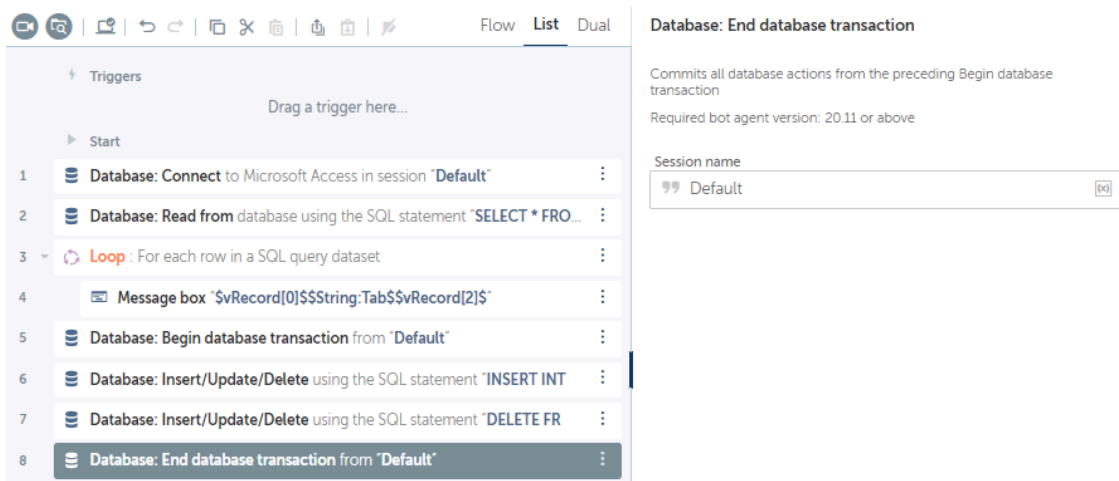 Flow List Dual
Triggers
Drag a trigger here...
Start
1 Database: Connect to Microsoft Access in session "Default"
2 Database: Read from database using the SQL statement "SELECT * FRO...
3 Loop : For each row in a SQL query dataset
4 Message box "$vRecord[0]$$String:Tab$$vRecord[2]$"
5 Database: Begin database transaction from "Default"
6 Database: Insert/Update/Delete using the SQL statement "INSERT INT
7 Database: Insert/Update/Delete using the SQL statement "DELETE FR
8 Database: End database transaction from "Default"
Database: End database transaction
Commits all database actions from the preceding Begin database
transaction
Required bot agent version: 20.11 or above
Session name
Default (x)